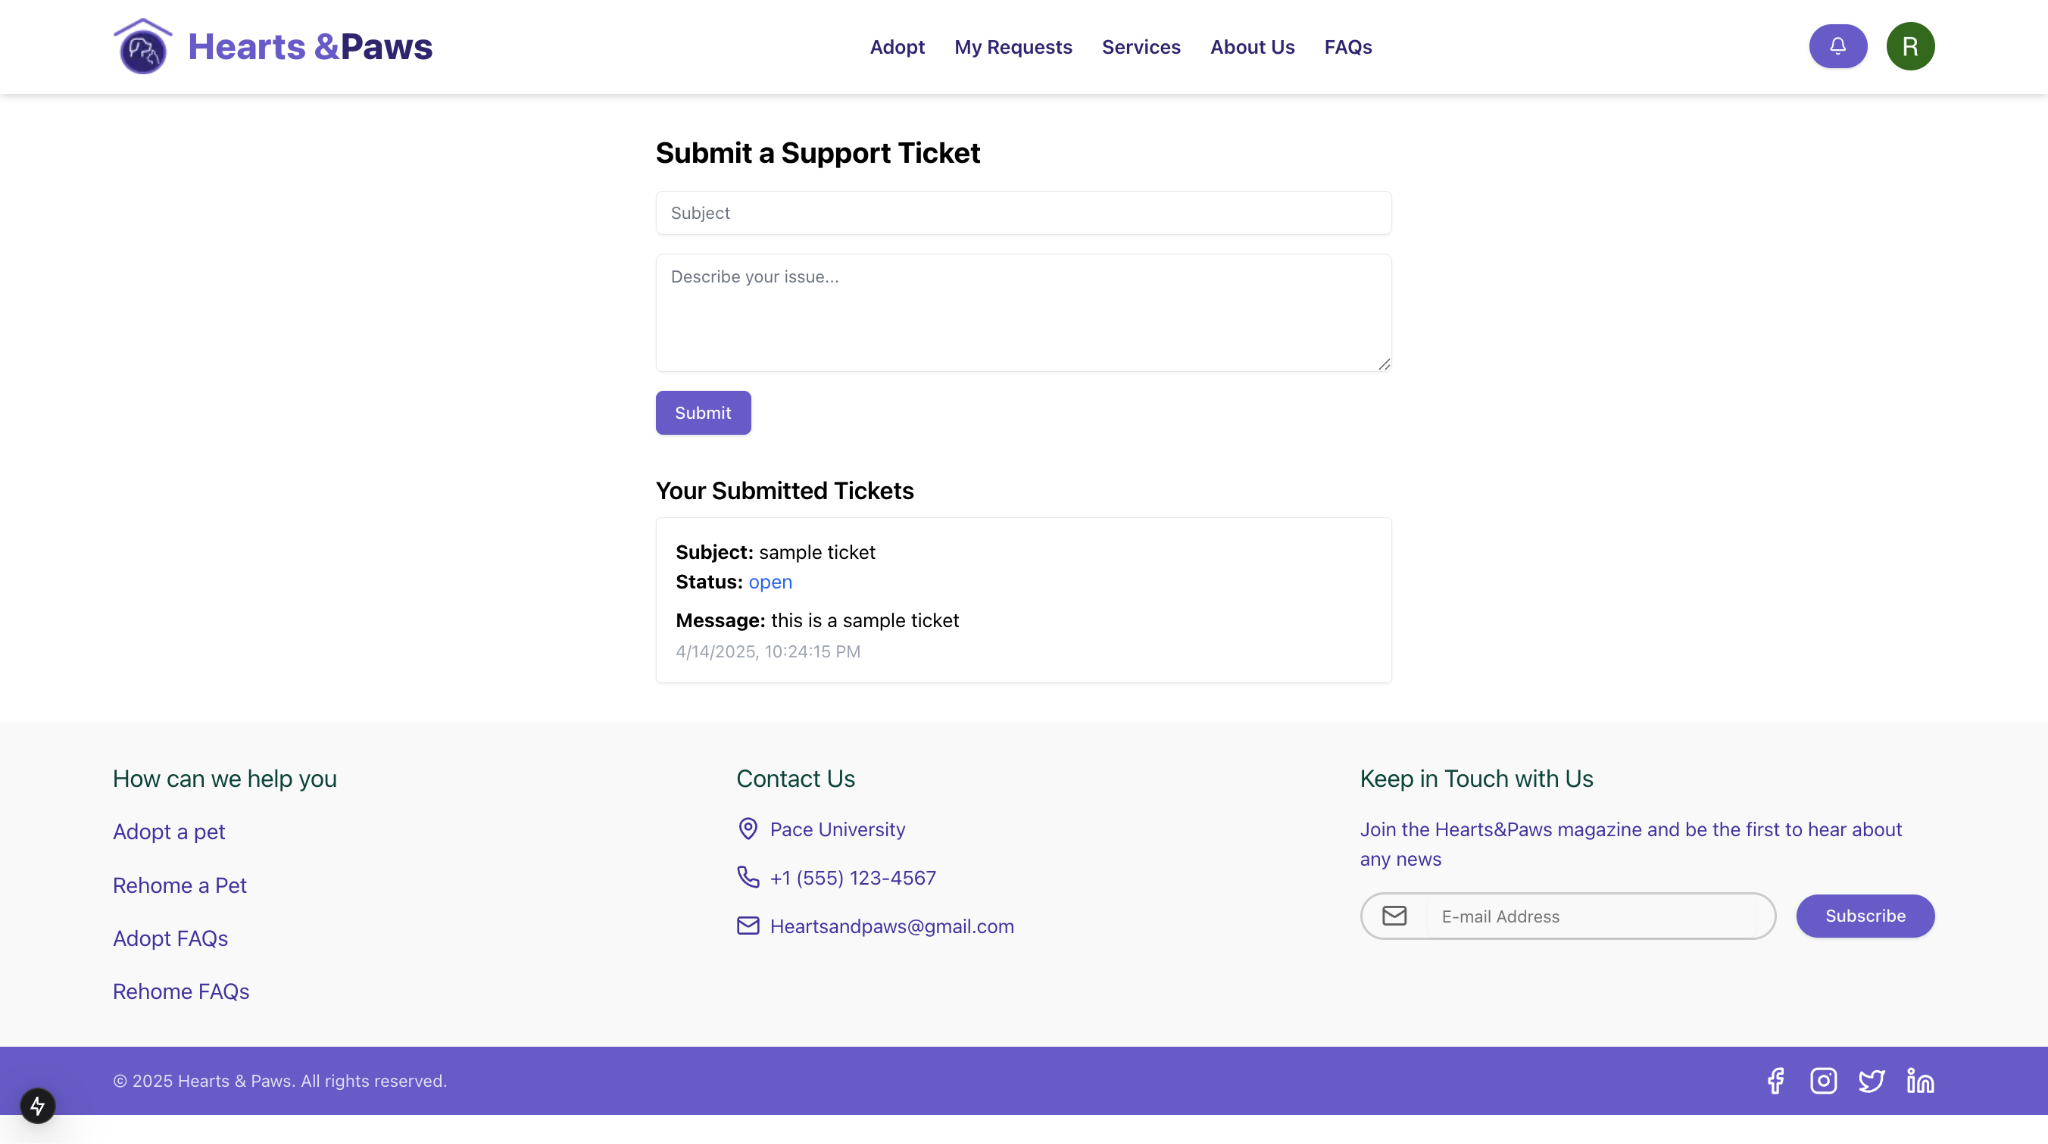 Hearts &Paws
Adopt My Requests Services About Us FAQs
R
Submit a Support Ticket
Subject
Describe your issue...
Submit
Your Submitted Tickets
Subject: sample ticket
Status: open
Message: this is a sample ticket
4/14/2025, 10:24:15 PM
How can we help you
Adopt a pet
Rehome a Pet
Adopt FAQs
Rehome FAQs
Contact Us
Pace University
+1 (555) 123-4567
Heartsandpaws@gmail.com
Keep in Touch with Us
Join the Hearts&Paws magazine and be the first to hear about
any news
E-mail Address
Subscribe
© 2025 Hearts & Paws. All rights reserved.